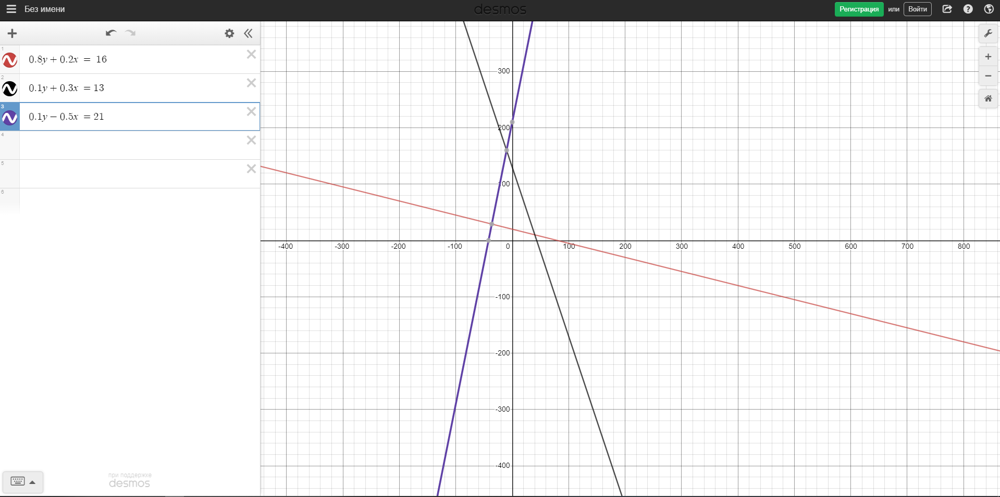 Без имени
desmos
Регистрация или Войти
1
0.8y + 0.2x = 16
2
0.1y + 0.3x = 13
3
0.1y − 0.5x = 21
4
5
6
при поддержке
desmos
300
200
100
-400 -300 -200 -100 0 100 200 300 400 500 600 700 800
-100
-200
-300
-400